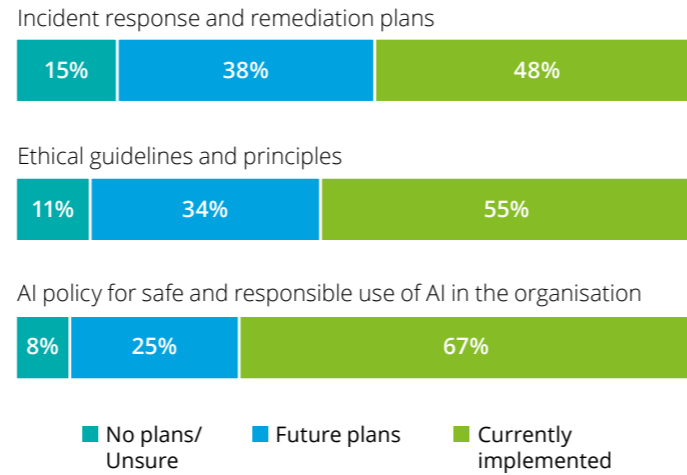 Incident response and remediation plans
15% 38% 48%
Ethical guidelines and principles
11% 34% 55%
AI policy for safe and responsible use of AI in the organisation
8% 25% 67%
No plans/ Future plans Currently
Unsure implemented